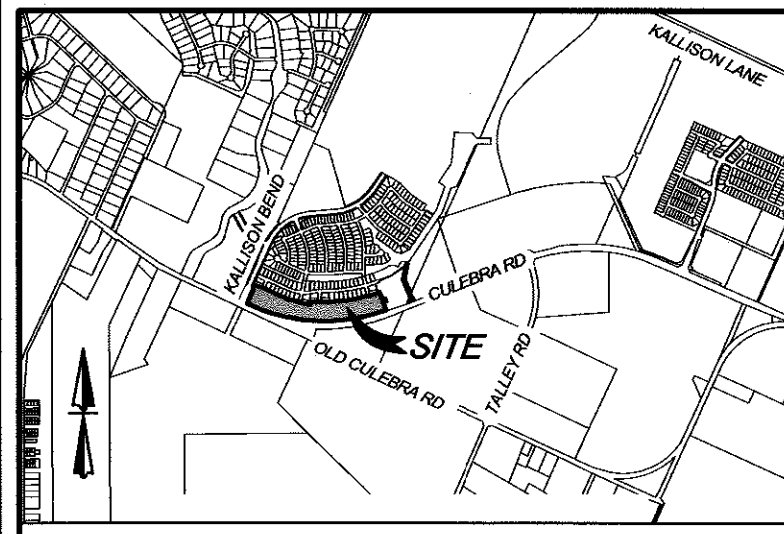 KALLISON LANE
KALLISON BEND
CULEBRA RD
SITE
OLD CULEBRA RD
TALLEY RD